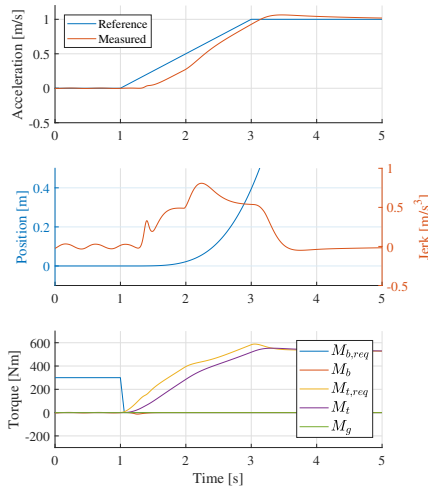 Acceleration [m/s]
1
0.5
0
-0.5
Reference
Measured
0 1 2 3 4 5
Position [m]
0.4
0.2
0
1
0.5
0
-0.5
Jerk [m/s^3]
0 1 2 3 4 5
Torque [Nm]
600
400
200
0
-200
M_{b,req}
M_b
M_{t,req}
M_t
M_g
0 1 2 3 4 5
Time [s]